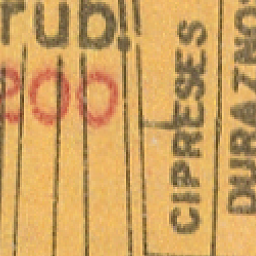 rub.
200
CIPRESES
DURAZNO